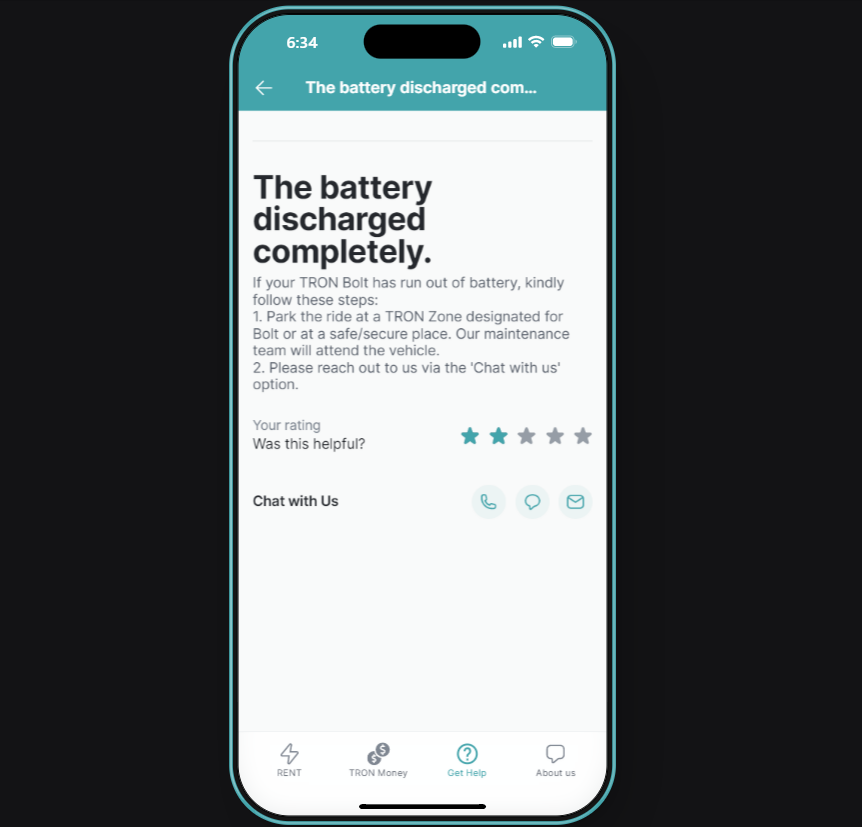 6:34
The battery discharged com...
The battery
discharged
completely.
If your TRON Bolt has run out of battery, kindly
follow these steps:
1. Park the ride at a TRON Zone designated for
Bolt or at a safe/secure place. Our maintenance
team will attend the vehicle.
2. Please reach out to us via the 'Chat with us'
option.
Your rating
Was this helpful?
Chat with Us
RENT
$
$
TRON Money
?
Get Help
About us